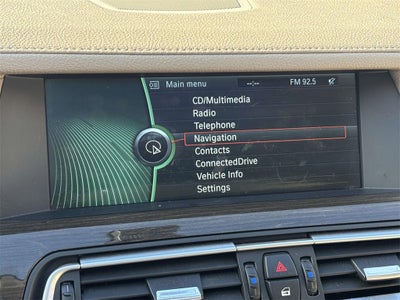 Main menu --:-- FM 92.5
CD/Multimedia
Radio
Telephone
Navigation
Contacts
ConnectedDrive
Vehicle Info
Settings